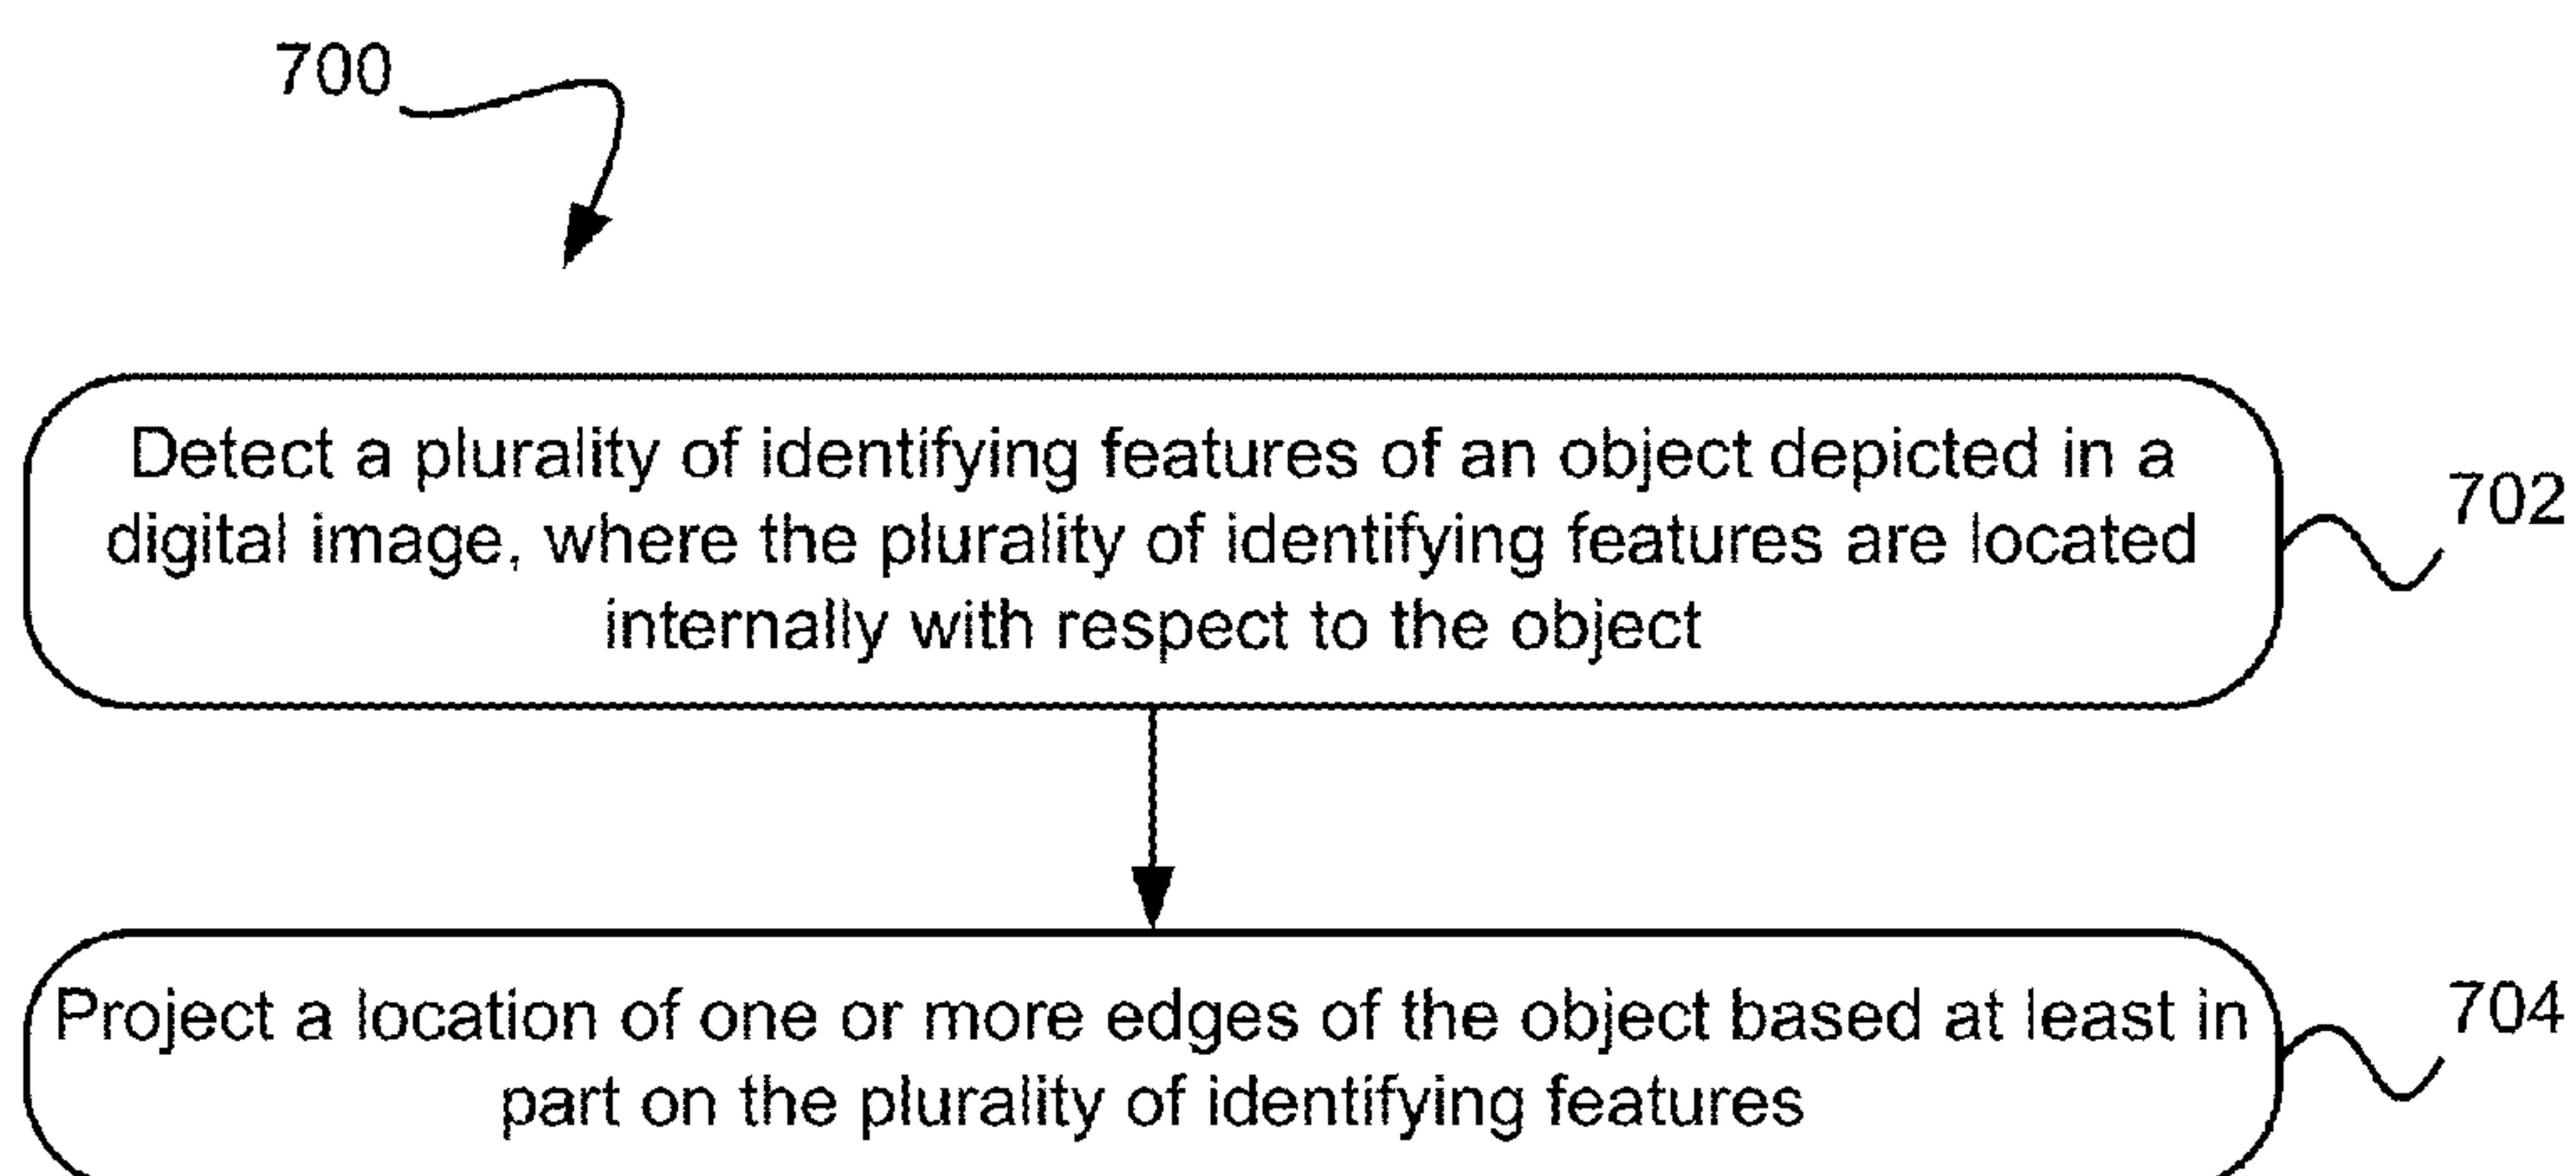 700
Detect a plurality of identifying features of an object depicted in a
digital image, where the plurality of identifying features are located
internally with respect to the object
702
Project a location of one or more edges of the object based at least in
part on the plurality of identifying features
704